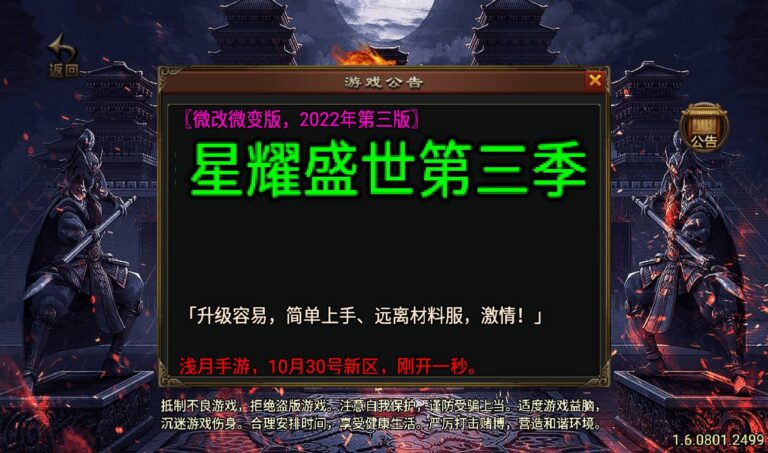 返回
游戏公告
〖微改微变版，2022年第三版〗
公告
星耀盛世第三季
「升级容易，简单上手、远离材料服，激情！」
浅月手游，10月30号新区，刚开一秒。
抵制不良游戏，拒绝盗版游戏。注意自我保护，谨防受骗上当。适度游戏益脑，
沉迷游戏伤身。合理安排时间，享受健康生活。严厉打击赌博，营造和谐环境。
1.6.0801.2499